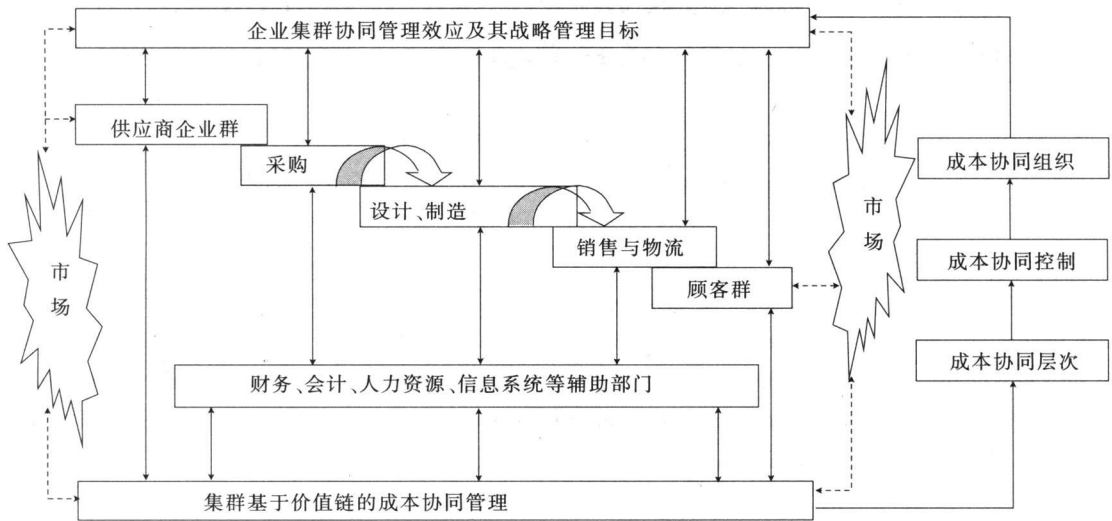 企业集群协同管理效应及其战略管理目标
供应商企业群
采购
设计、制造
销售与物流
顾客群
市
场
市
场
成本协同组织
成本协同控制
成本协同层次
财务、会计、人力资源、信息系统等辅助部门
集群基于价值链的成本协同管理